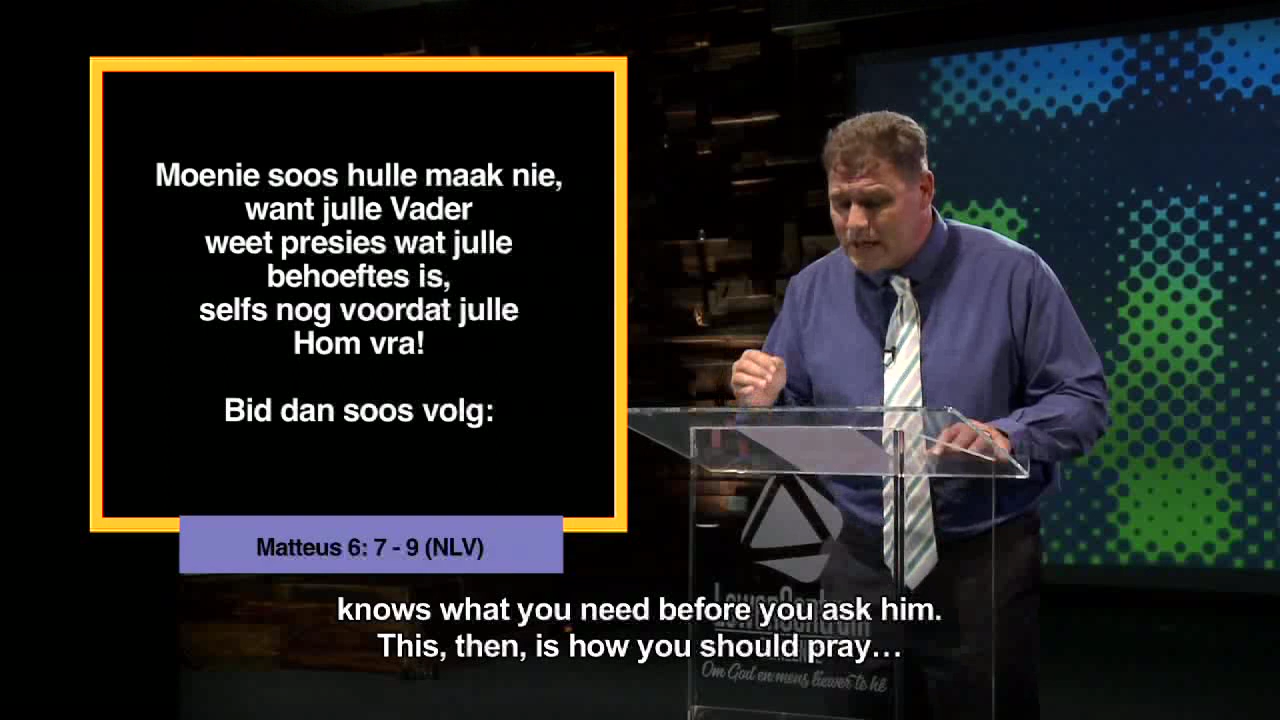 Moenie soos hulle maak nie,
want julle Vader
weet presies wat julle
behoeftes is,
selfs nog voordat julle
Hom vra!
Bid dan soos volg:
Matteus 6: 7 - 9 (NLV)
knows what you need before you ask him.
This, then, is how you should pray…
Om God en mens liewer te hê